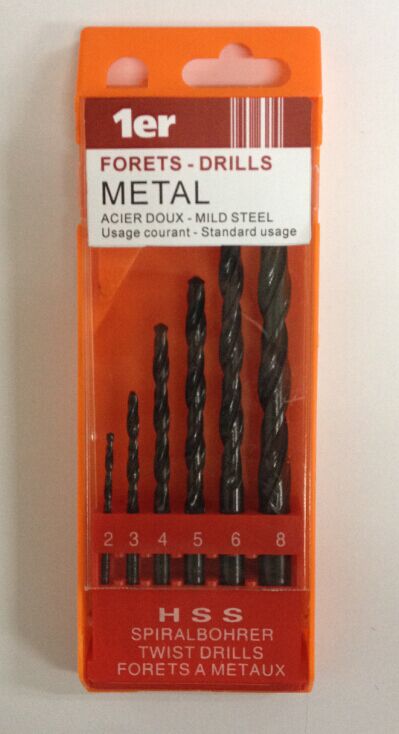 1er
FORETS - DRILLS
METAL
ACIER DOUX - MILD STEEL
Usage courant - Standard usage
2 3 4 5 6 8
HSS
SPIRALBOHRER
TWIST DRILLS
FORETS A METAUX